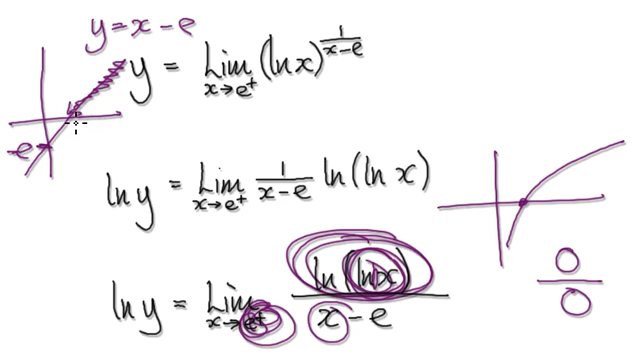 y = x - e
y = Lim x→e⁺ (ln x)^(1/(x-e))
-e
ln y = Lim x→e⁺ 1/(x-e) ln(ln x)
ln y = Lim x→e⁺ ln(ln x)/(x-e)
0/0